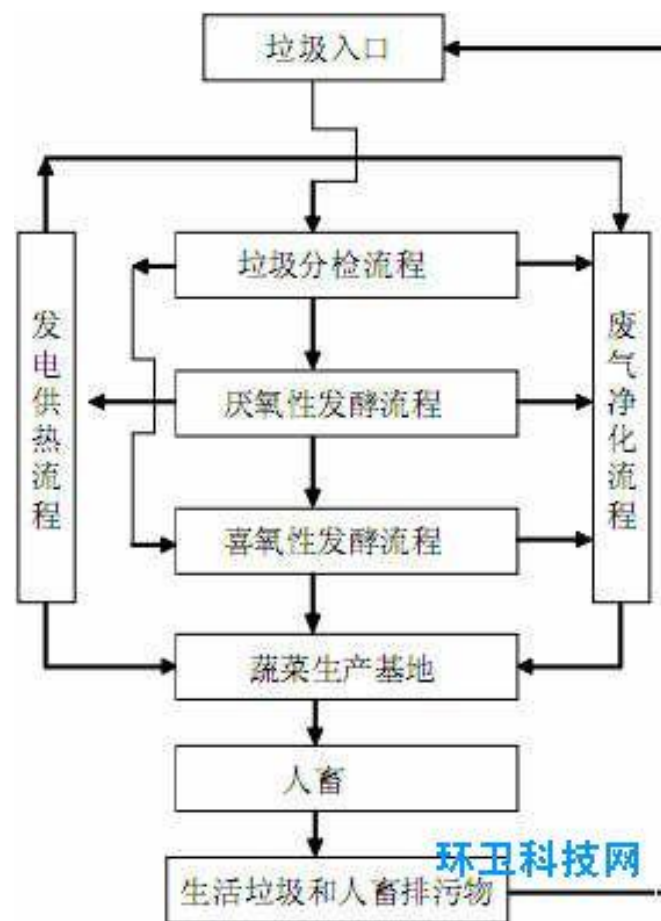 垃圾入口
垃圾分检流程
发电供热流程
废气净化流程
厌氧性发酵流程
喜氧性发酵流程
蔬菜生产基地
人畜
环卫科技网
生活垃圾和人畜排污物